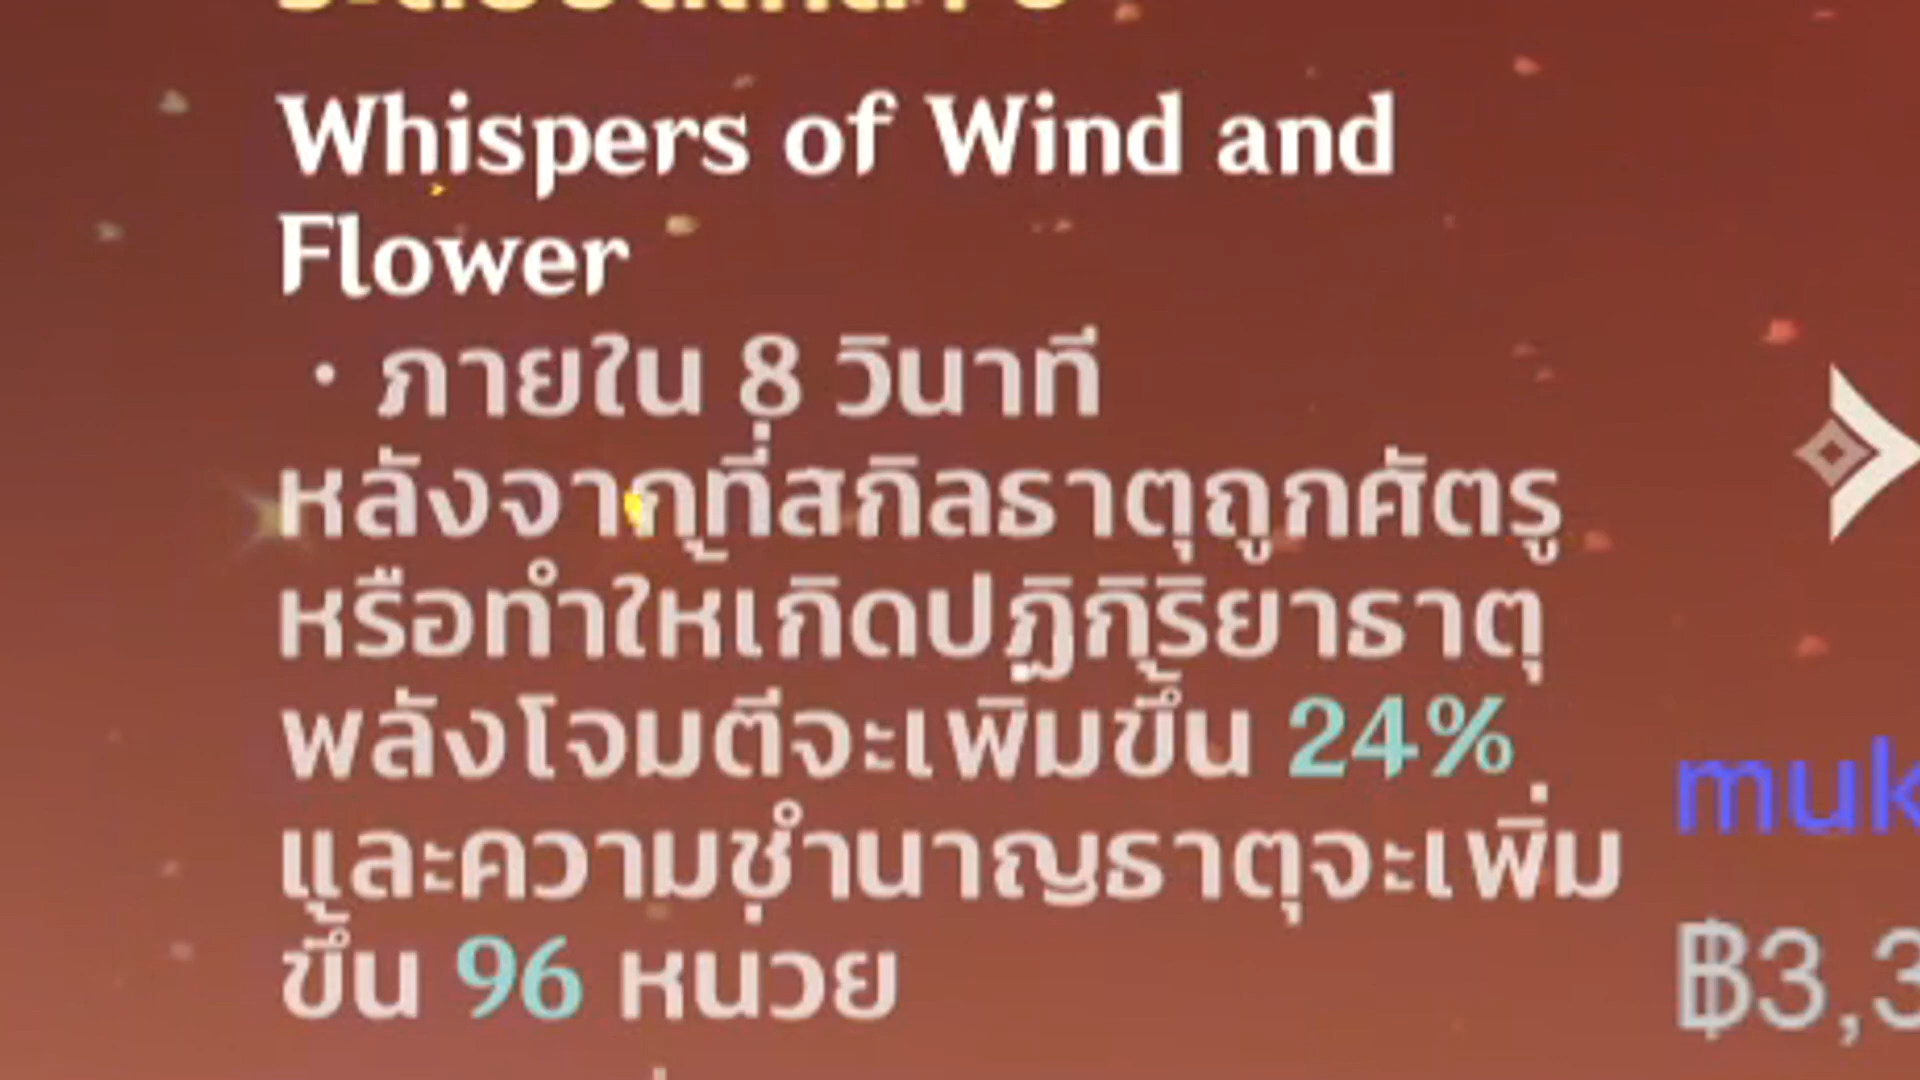 Whispers of Wind and
Flower
· ภายใน 8 วินาที
หลังจากที่สกิลธาตุถูกศัตรู
หรือทำให้เกิดปฏิกิริยาธาตุ
พลังโจมตีจะเพิ่มขึ้น 24%
และความชำนาญธาตุจะเพิ่ม
ขึ้น 96 หน่วย
muk
฿3,3